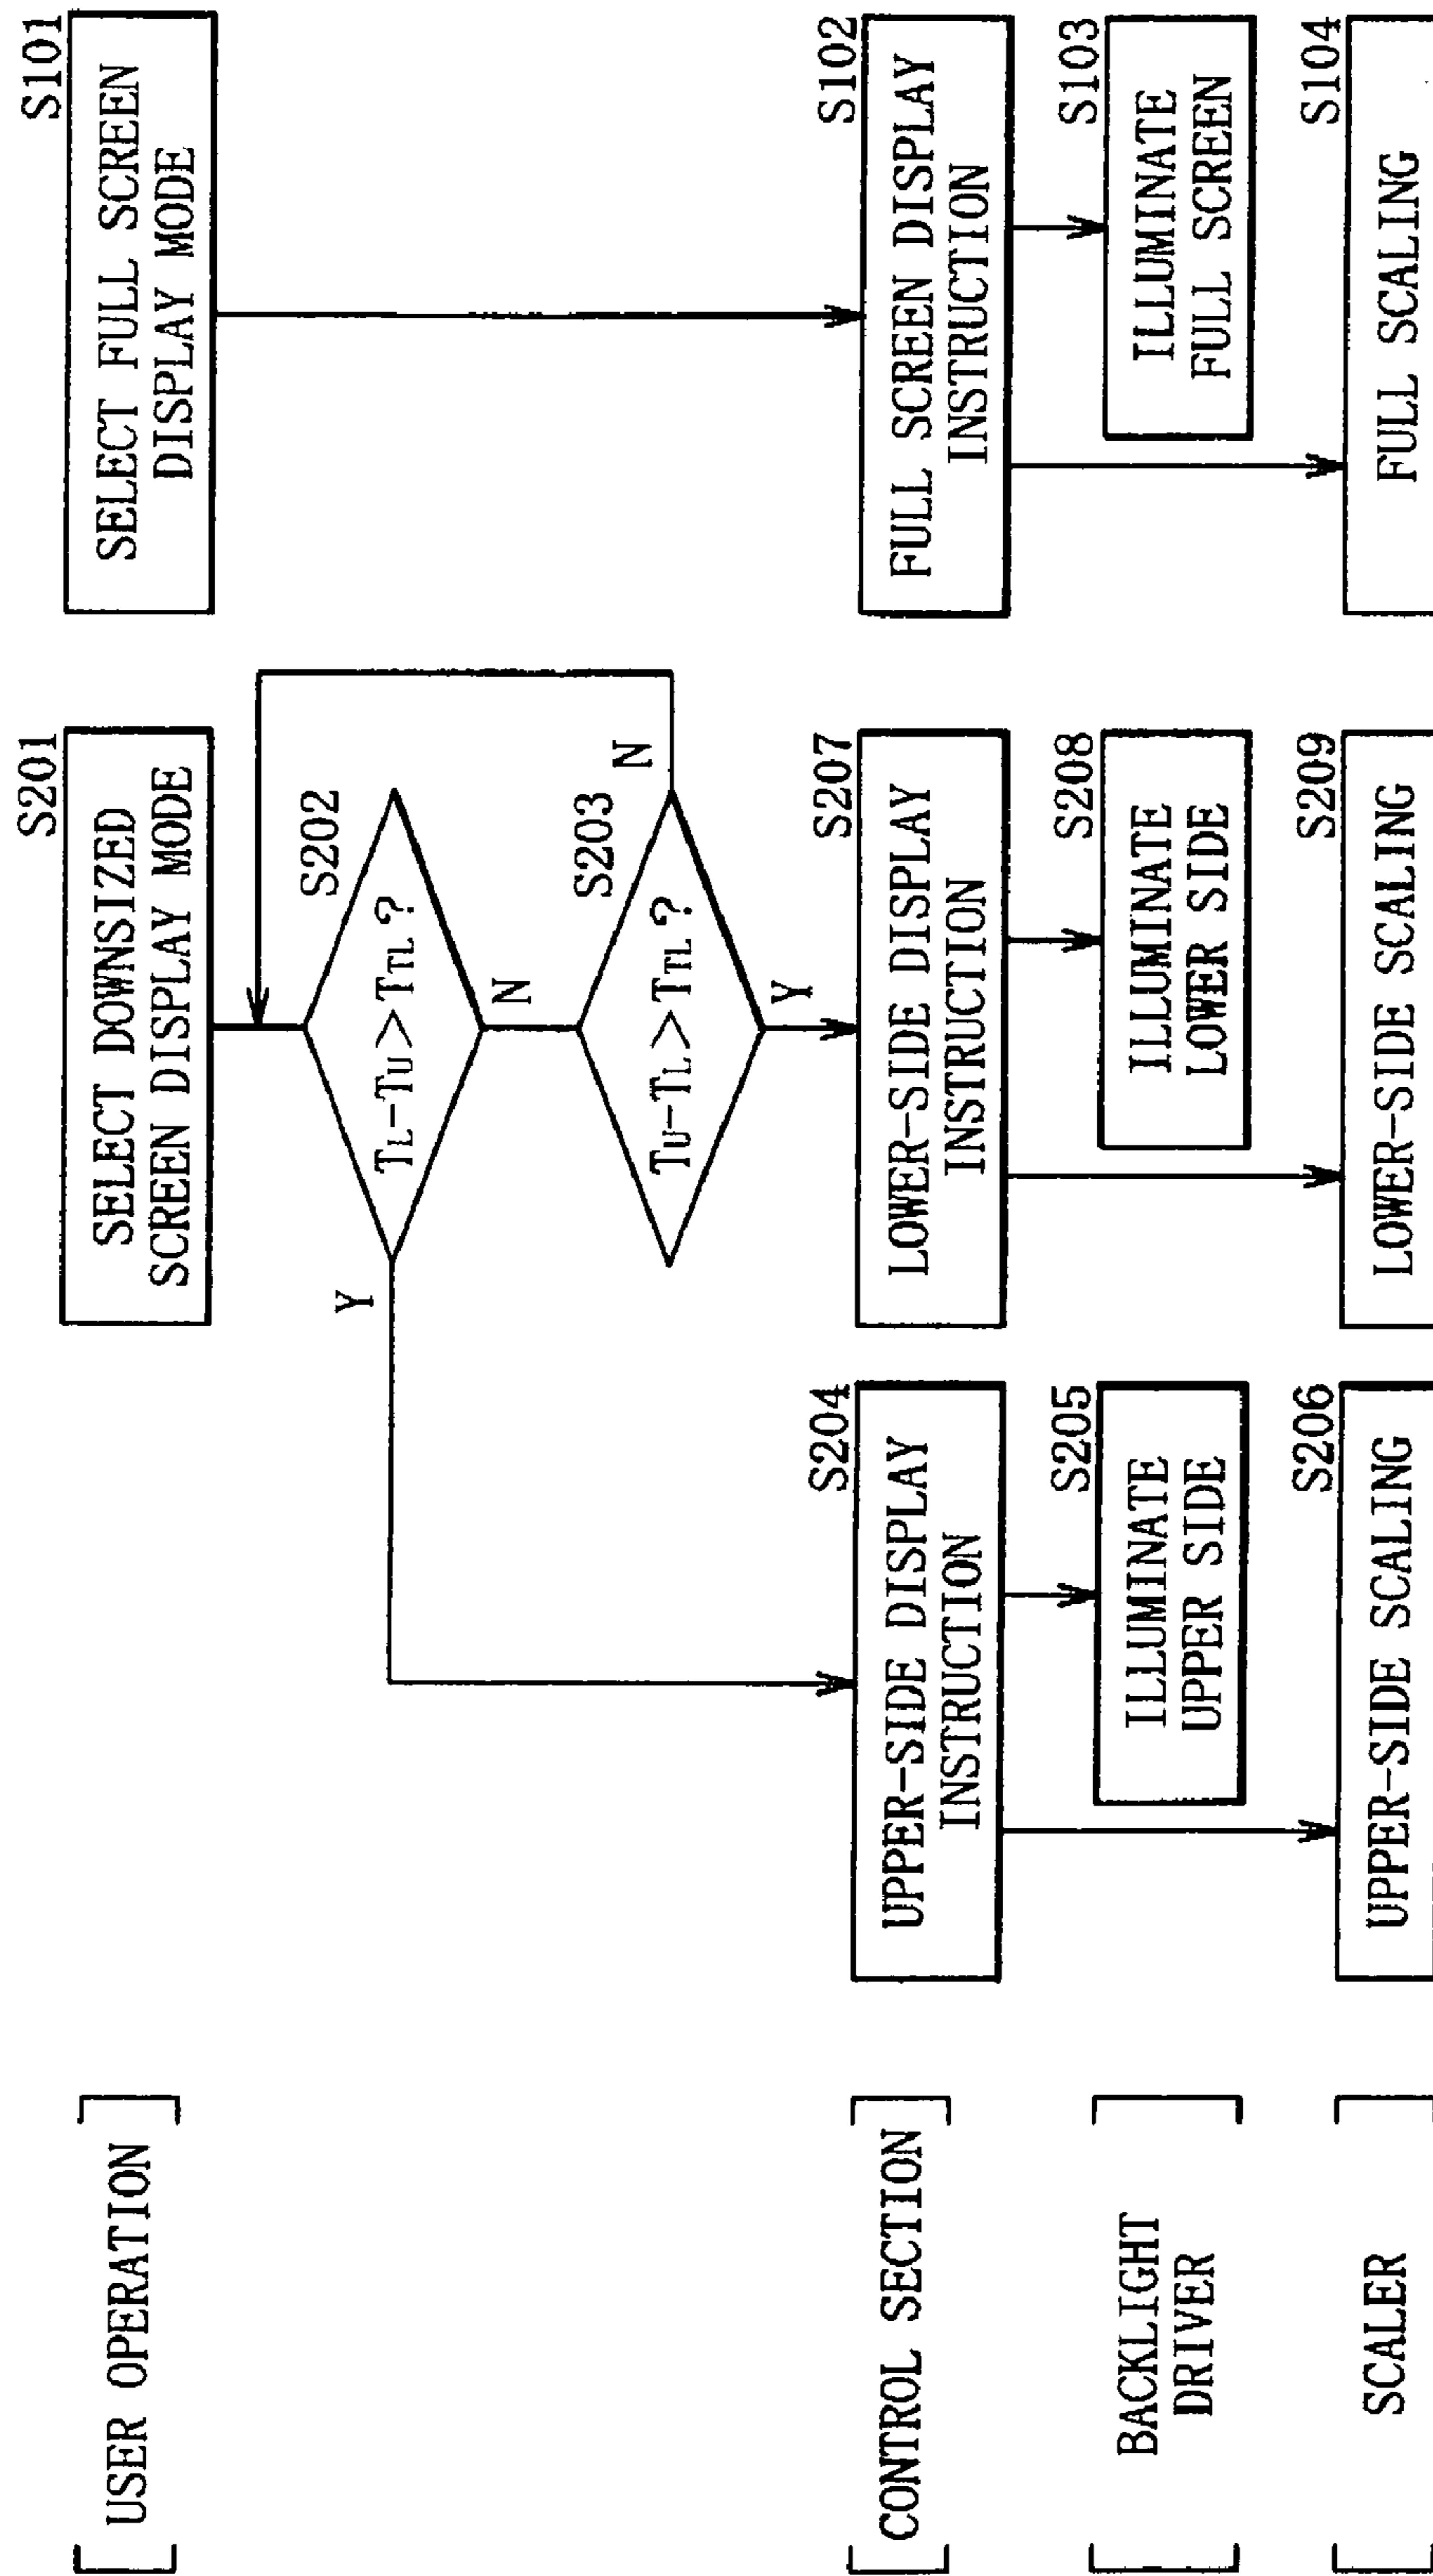 [USER OPERATION]
S201
SELECT DOWNSIZED
SCREEN DISPLAY MODE
S101
SELECT FULL SCREEN
DISPLAY MODE
S202
TL-TU>TTL?
Y
N
S203
TU-TL>TTL?
N
Y
[CONTROL SECTION]
S204
UPPER-SIDE DISPLAY
INSTRUCTION
S207
LOWER-SIDE DISPLAY
INSTRUCTION
S102
FULL SCREEN DISPLAY
INSTRUCTION
[BACKLIGHT
DRIVER]
S205
ILLUMINATE
UPPER SIDE
S208
ILLUMINATE
LOWER SIDE
S103
ILLUMINATE
FULL SCREEN
[SCALER]
S206
UPPER-SIDE SCALING
S209
LOWER-SIDE SCALING
S104
FULL SCALING